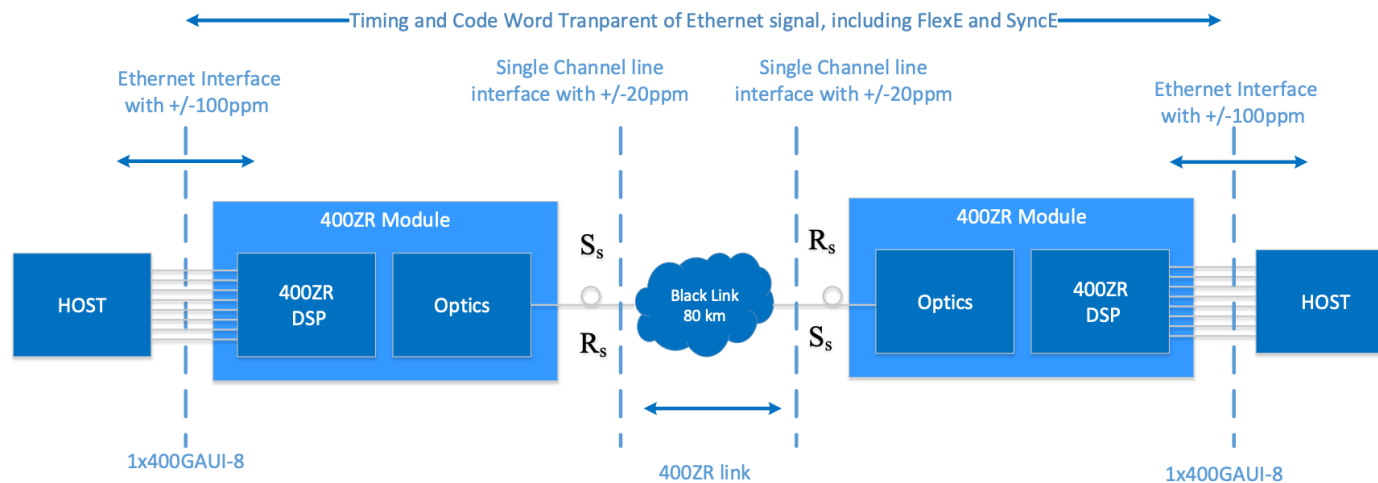 Timing and Code Word Tranparent of Ethernet signal, including FlexE and SyncE
Ethernet Interface
with +/-100ppm
Single Channel line
interface with +/-20ppm
Single Channel line
interface with +/-20ppm
Ethernet Interface
with +/-100ppm
400ZR Module
400ZR Module
Ss
Rs
HOST
400ZR
DSP
Optics
Black Link
80 km
Optics
400ZR
DSP
HOST
Rs
Ss
1x400GAUI-8
400ZR link
1x400GAUI-8